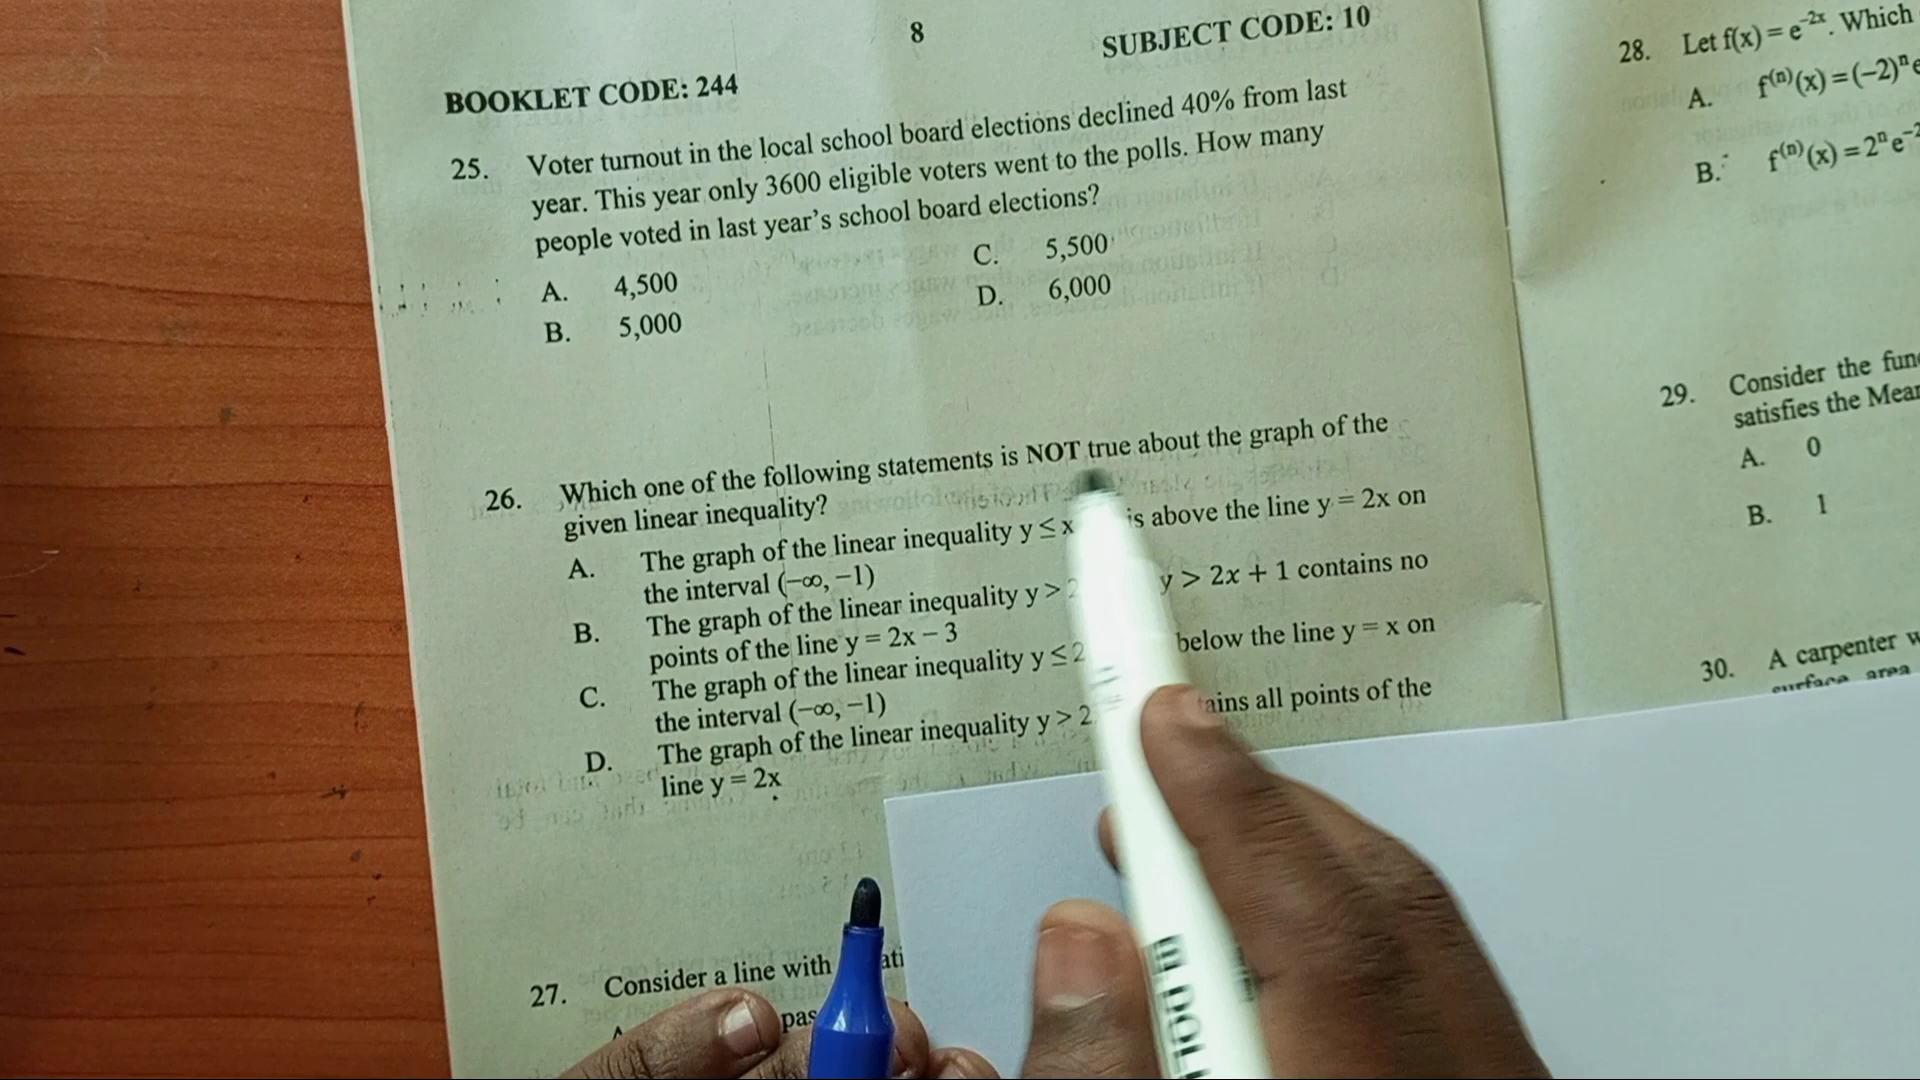 8
SUBJECT CODE: 10
BOOKLET CODE: 244
25. Voter turnout in the local school board elections declined 40% from last
year. This year only 3600 eligible voters went to the polls. How many
people voted in last year's school board elections?
A. 4,500
B. 5,000
C. 5,500
D. 6,000
26. Which one of the following statements is NOT true about the graph of the
given linear inequality?
A. The graph of the linear inequality y ≤ x is above the line y = 2x on
the interval (−∞, −1)
B. The graph of the linear inequality y > y > 2x + 1 contains no
points of the line y = 2x − 3
C. The graph of the linear inequality y ≤ 2 below the line y = x on
the interval (−∞, −1)
D. The graph of the linear inequality y > 2 all points of the
line y = 2x
27. Consider a line with
28. Let f(x) = e⁻²ˣ. Which
A. f⁽ⁿ⁾(x) = (−2)ⁿ
B. f⁽ⁿ⁾(x) = 2ⁿ e
29. Consider the
satisfies the
A. 0
B. 1
30. A carpenter
surface area